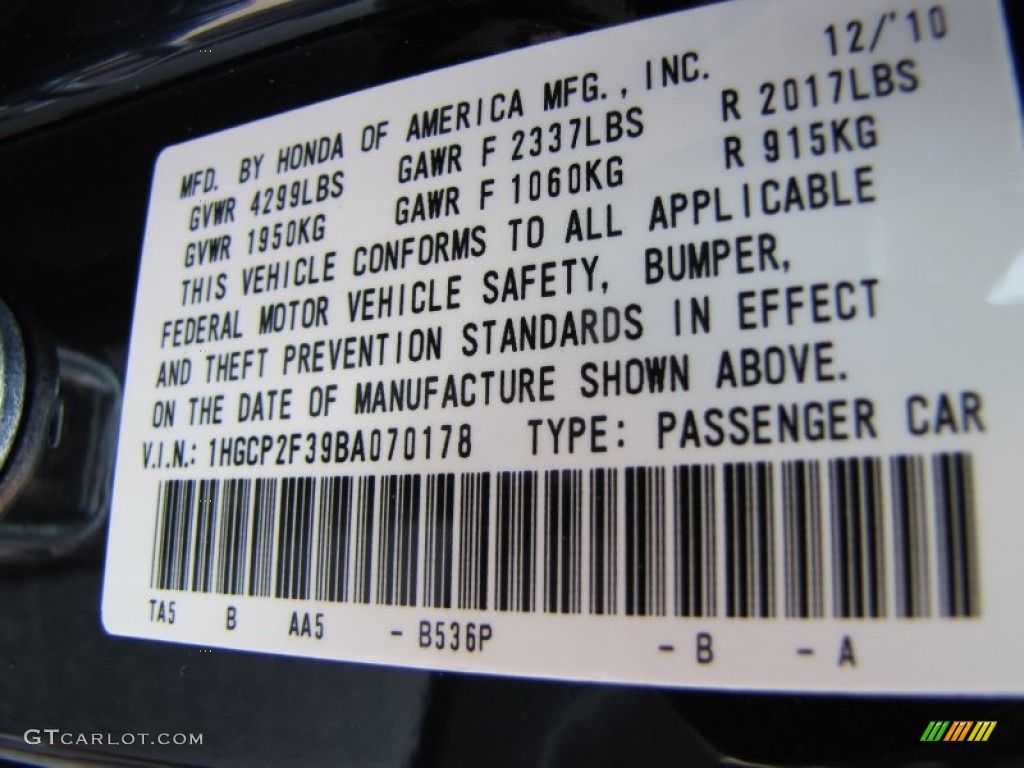 12/'10
MFD. BY HONDA OF AMERICA MFG., INC.
GVWR 4299LBS GAWR F 2337LBS R 2017LBS
GVWR 1950KG GAWR F 1060KG R 915KG
THIS VEHICLE CONFORMS TO ALL APPLICABLE
FEDERAL MOTOR VEHICLE SAFETY, BUMPER,
AND THEFT PREVENTION STANDARDS IN EFFECT
ON THE DATE OF MANUFACTURE SHOWN ABOVE.
V.I.N.: 1HGCP2F39BA070178 TYPE: PASSENGER CAR
TA5 B AA5 - B536P - B - A
GTCARLOT.COM